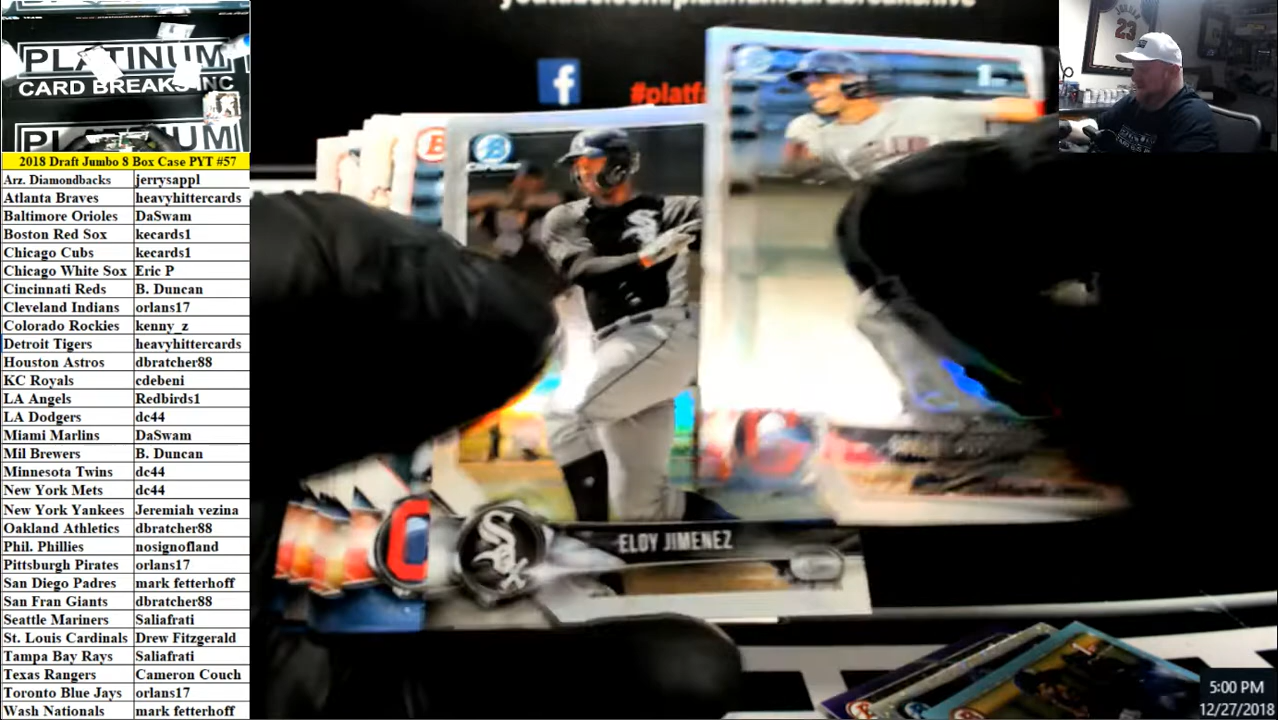 PLATINUM
CARD BREAKS INC
PLATINUM
2018 Draft Jumbo 8 Box Case PYT #57
Arz. Diamondbacks jerrysappl
Atlanta Braves heavyhittercards
Baltimore Orioles DaSwam
Boston Red Sox kecards1
Chicago Cubs kecards1
Chicago White Sox Eric P
Cincinnati Reds B. Duncan
Cleveland Indians orlans17
Colorado Rockies kenny_z
Detroit Tigers heavyhittercards
Houston Astros dbratcher88
KC Royals cdebeni
LA Angels Redbirds1
LA Dodgers dc44
Miami Marlins DaSwam
Mil Brewers B. Duncan
Minnesota Twins dc44
New York Mets dc44
New York Yankees Jeremiah vezina
Oakland Athletics dbratcher88
Phil. Phillies nosignofland
Pittsburgh Pirates orlans17
San Diego Padres mark fetterhoff
San Fran Giants dbratcher88
Seattle Mariners Saliafrati
St. Louis Cardinals Drew Fitzgerald
Tampa Bay Rays Saliafrati
Texas Rangers Cameron Couch
Toronto Blue Jays orlans17
Wash Nationals mark fetterhoff
f
#platf
B
B
CHROME
1st
Sox
C
Sox
ELOY JIMENEZ
23
5:00 PM
12/27/2018